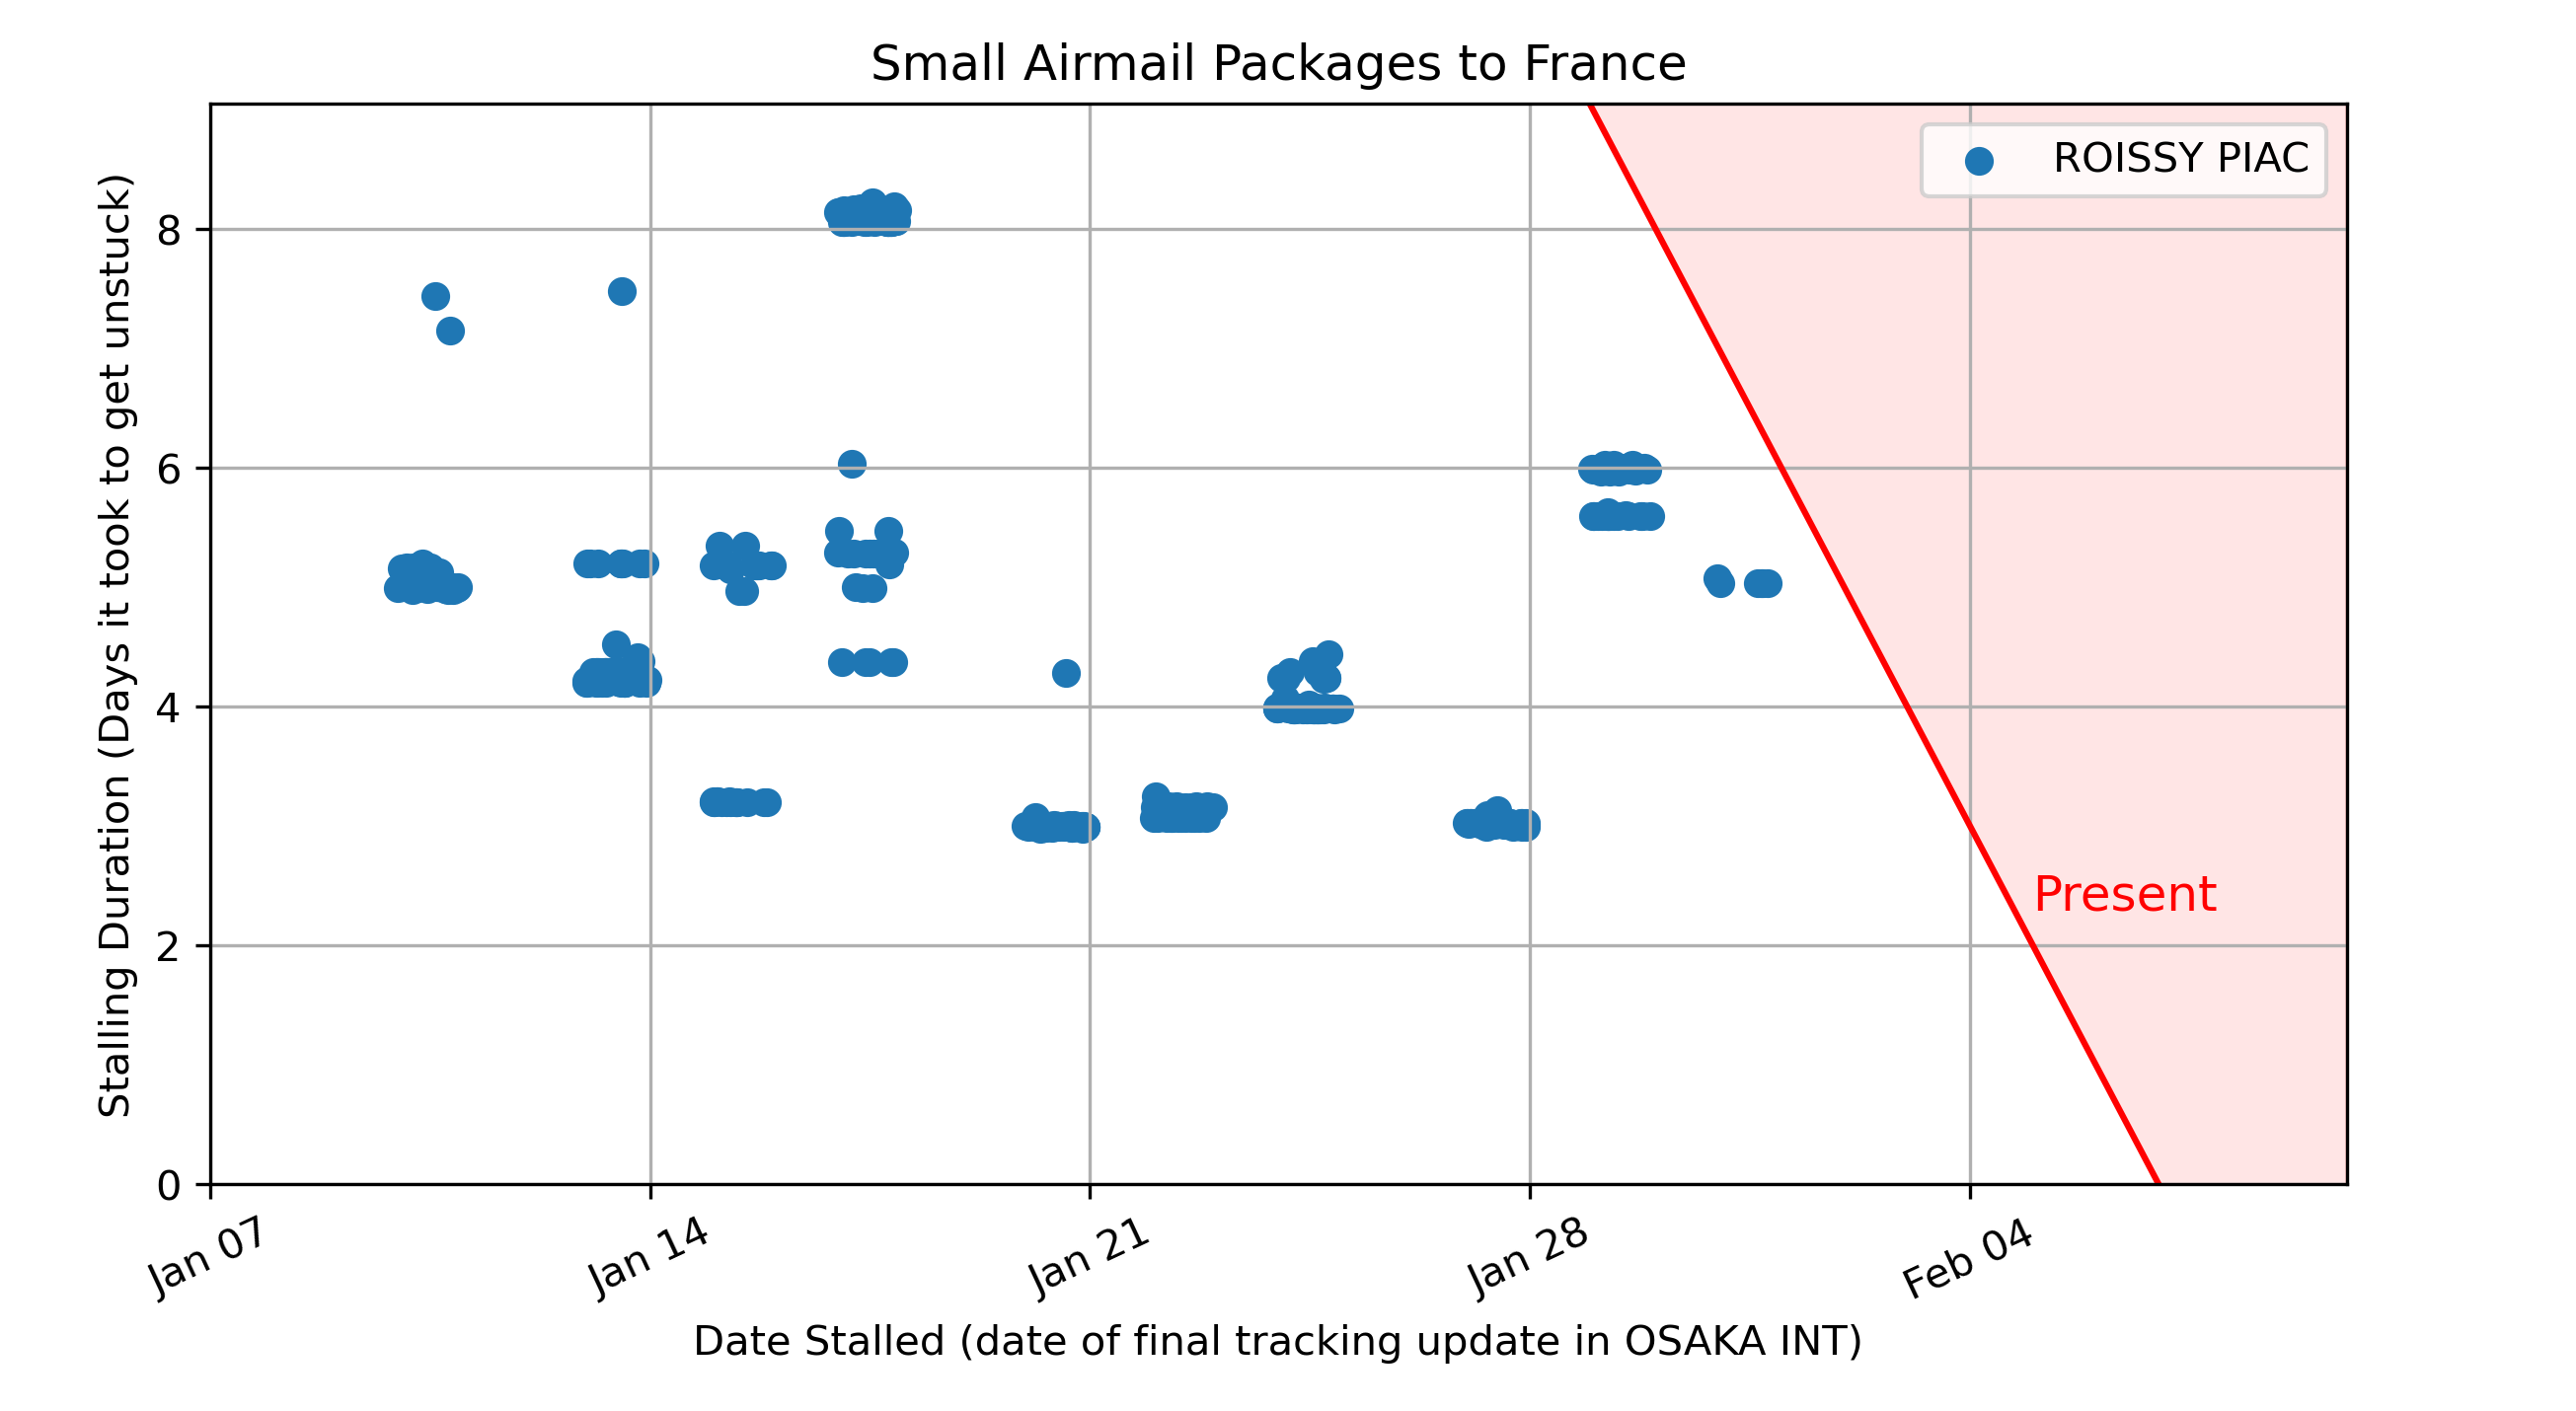 Small Airmail Packages to France
ROISSY PIAC
Stalling Duration (Days it took to get unstuck)
8
6
4
2
0
Present
Jan 07
Jan 14
Jan 21
Jan 28
Feb 04
Date Stalled (date of final tracking update in OSAKA INT)